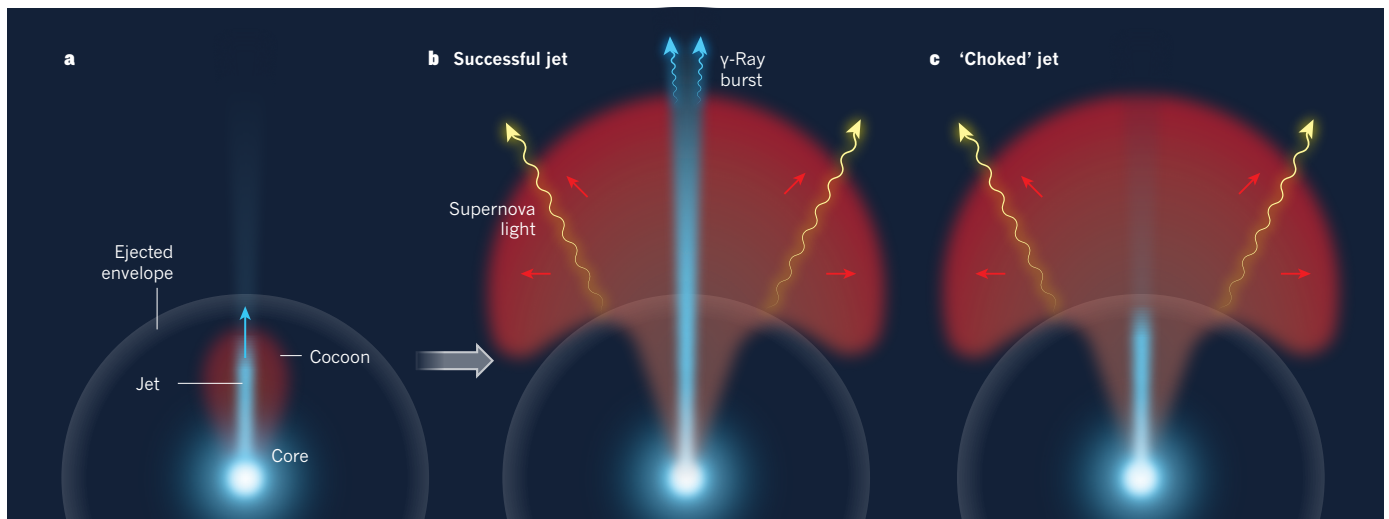 a
Ejected
envelope
Cocoon
Jet
Core
b Successful jet
γ-Ray
burst
Supernova
light
c ‘Choked’ jet